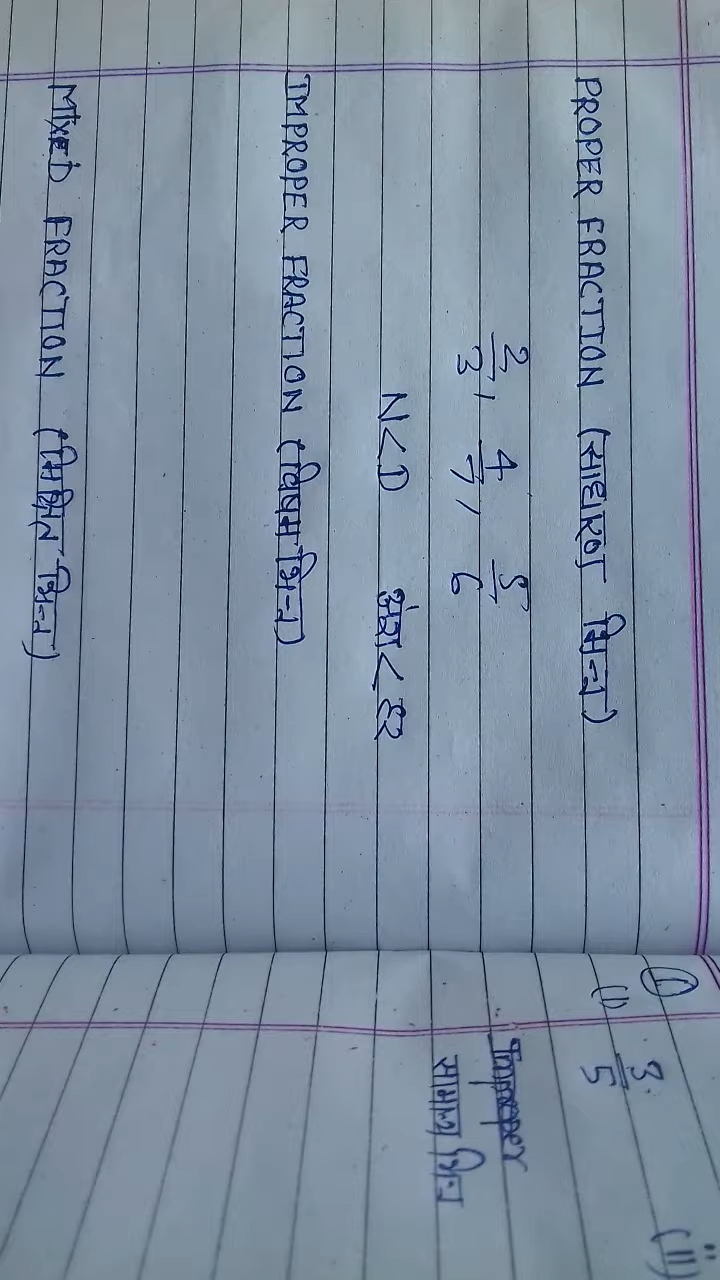 PROPER FRACTION (साधारण भिन्न)
2/3, 4/7, 5/6
N<D अंश < हर
IMPROPER FRACTION (विषम भिन्न)
MIXED FRACTION (मिश्रित भिन्न)
①
(i) 3/5 (ii)
Improper
सामान्य भिन्न